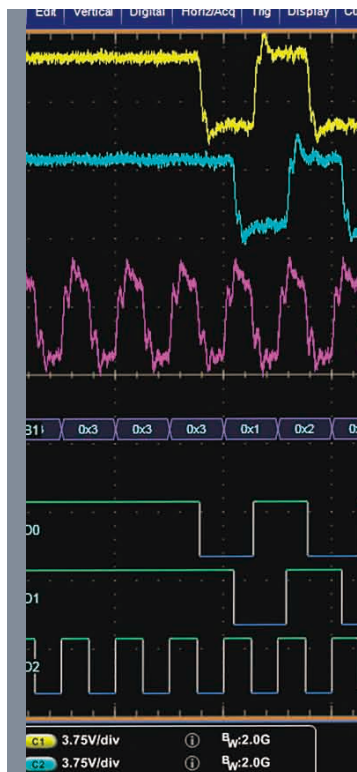 Edit Vertical Digital Horiz/Acq Trig Display
0x3 0x3 0x3 0x1 0x2
D0
D1
D2
C1 3.75V/div BW:2.0G
C2 3.75V/div BW:2.0G